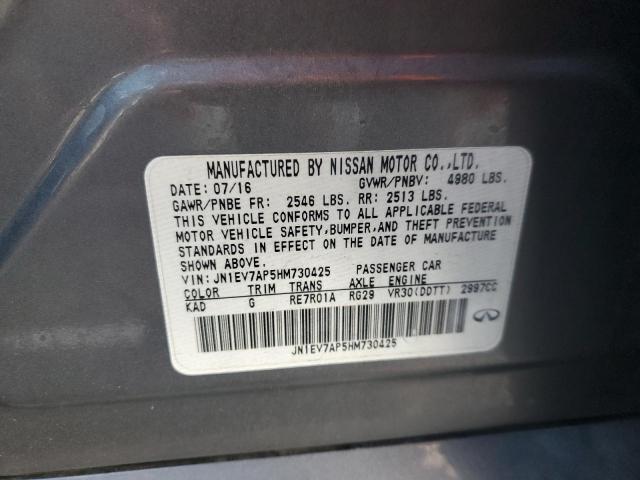 MANUFACTURED BY NISSAN MOTOR CO.,LTD.
DATE: 07/16 GVWR/PNBV: 4980 LBS.
GAWR/PNBE FR: 2546 LBS. RR: 2513 LBS.
THIS VEHICLE CONFORMS TO ALL APPLICABLE FEDERAL
MOTOR VEHICLE SAFETY,BUMPER,AND THEFT PREVENTION
STANDARDS IN EFFECT ON THE DATE OF MANUFACTURE
SHOWN ABOVE.
VIN: JN1EV7AP5HM730425 PASSENGER CAR
COLOR TRIM TRANS AXLE ENGINE
KAD G RE7R01A RG29 VR30(DDTT) 2997CC
JN1EV7AP5HM730425